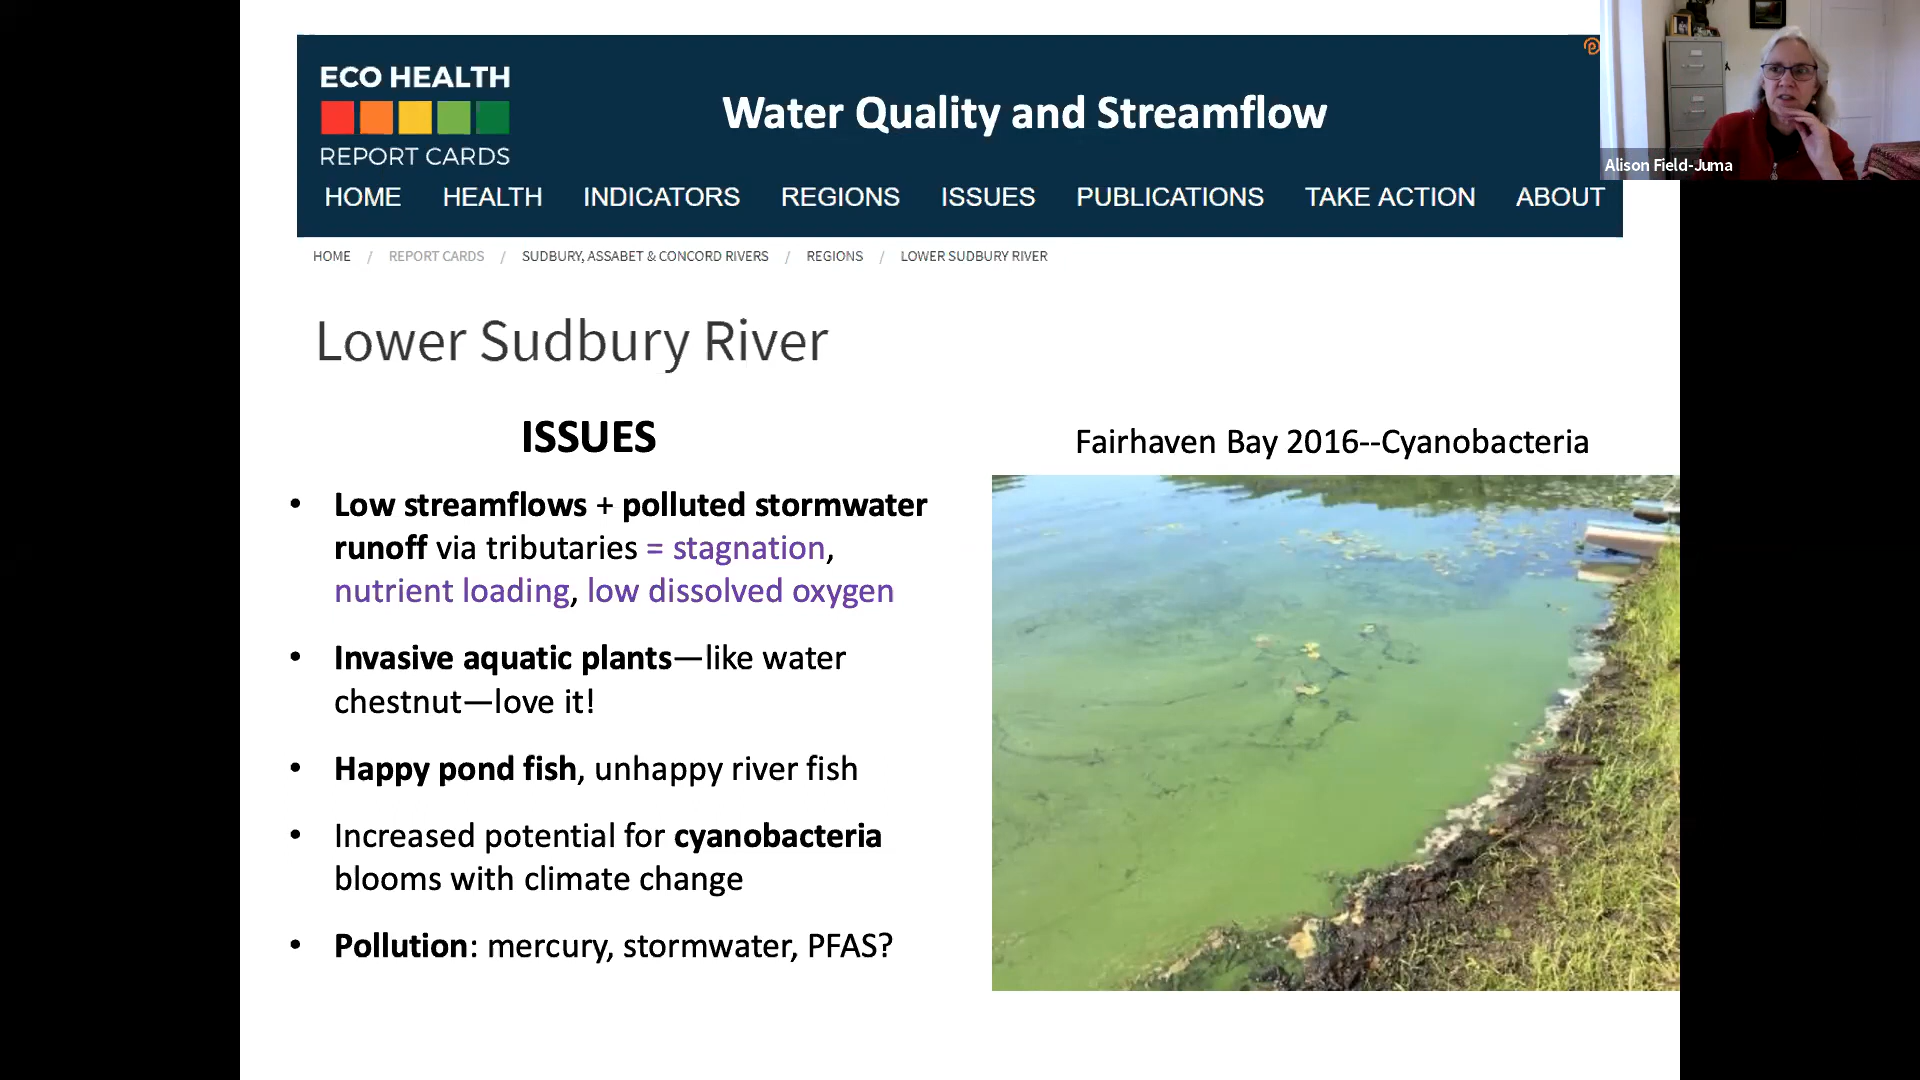 ECO HEALTH
REPORT CARDS
Water Quality and Streamflow
Alison Field-Juma
HOME HEALTH INDICATORS REGIONS ISSUES PUBLICATIONS TAKE ACTION ABOUT
HOME / REPORT CARDS / SUDBURY, ASSABET & CONCORD RIVERS / REGIONS / LOWER SUDBURY RIVER
Lower Sudbury River
ISSUES
• Low streamflows + polluted stormwater
runoff via tributaries = stagnation,
nutrient loading, low dissolved oxygen
• Invasive aquatic plants—like water
chestnut—love it!
• Happy pond fish, unhappy river fish
• Increased potential for cyanobacteria
blooms with climate change
• Pollution: mercury, stormwater, PFAS?
Fairhaven Bay 2016--Cyanobacteria